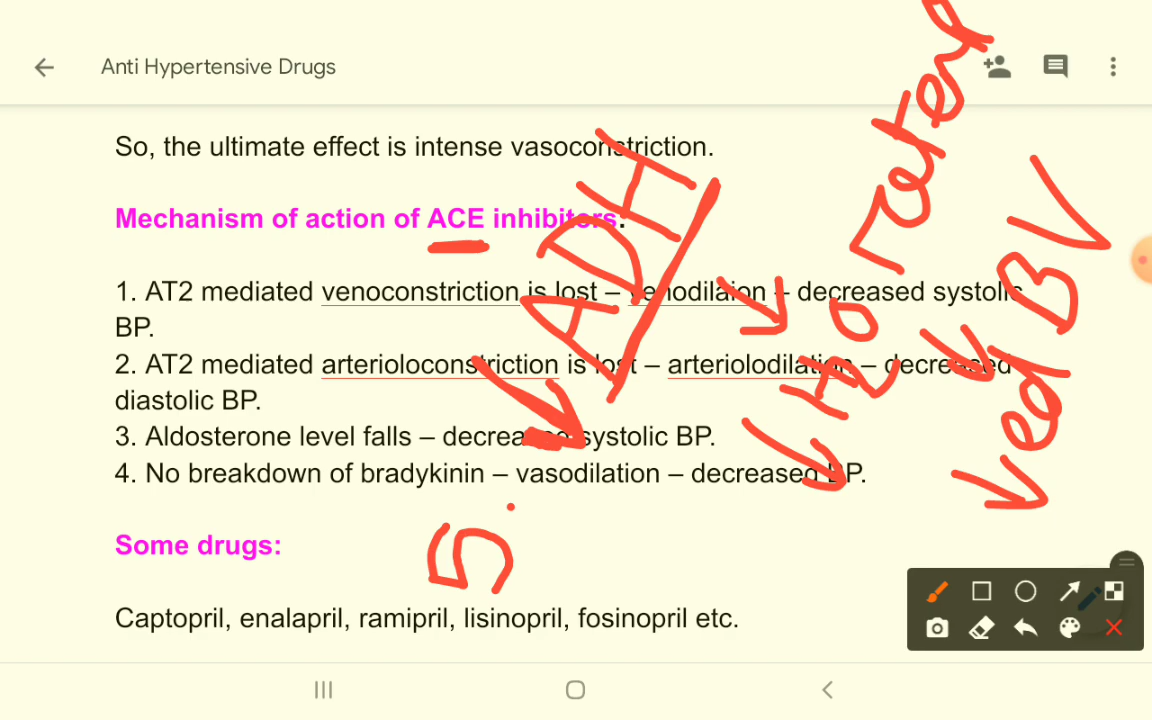 Anti Hypertensive Drugs
So, the ultimate effect is intense vasoconstriction.
Mechanism of action of ACE inhibitors:
1. AT2 mediated venoconstriction is lost – venodilaion – decreased systolic
BP.
2. AT2 mediated arterioloconstriction is lost – arteriolodilation – decreased
diastolic BP.
3. Aldosterone level falls – decreased systolic BP.
4. No breakdown of bradykinin – vasodilation – decreased BP.
Some drugs:
Captopril, enalapril, ramipril, lisinopril, fosinopril etc.
5. ↓ ADH
↓ H2O
↓ed BV